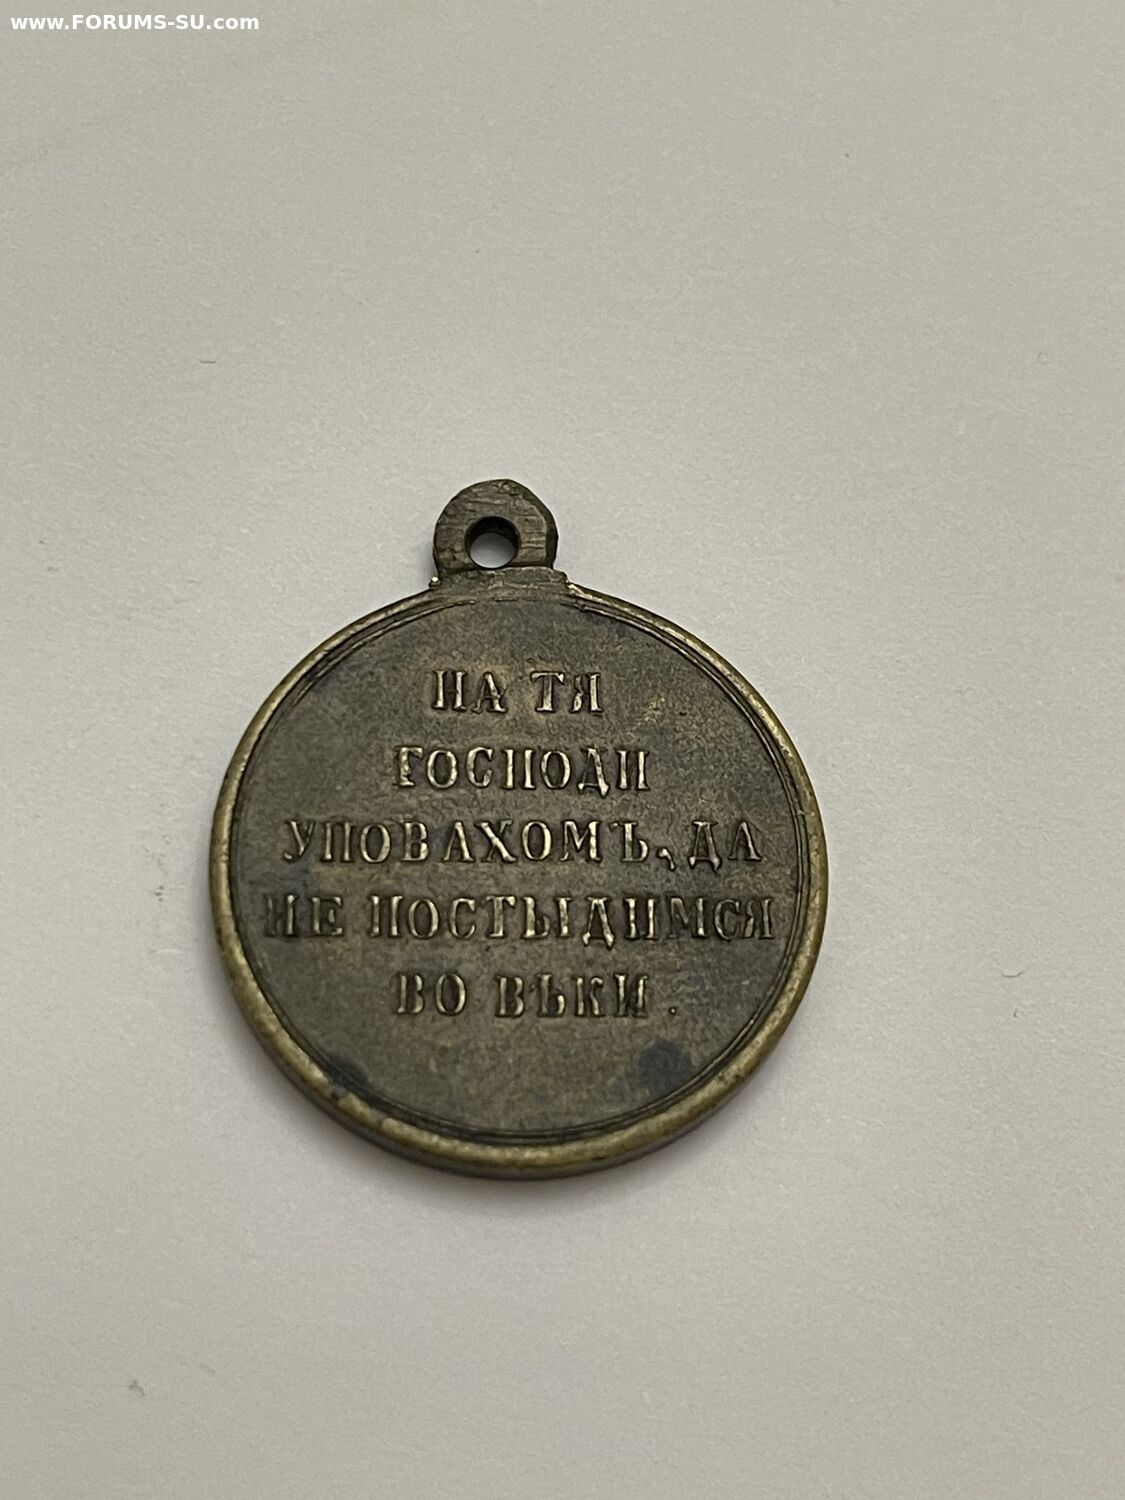 www.FORUMS-SU.com
НА ТЯ
ГОСПОДИ
УПОВАХОМЪ, ДА
НЕ ПОСТЫДИМСЯ
ВО ВѢКИ.